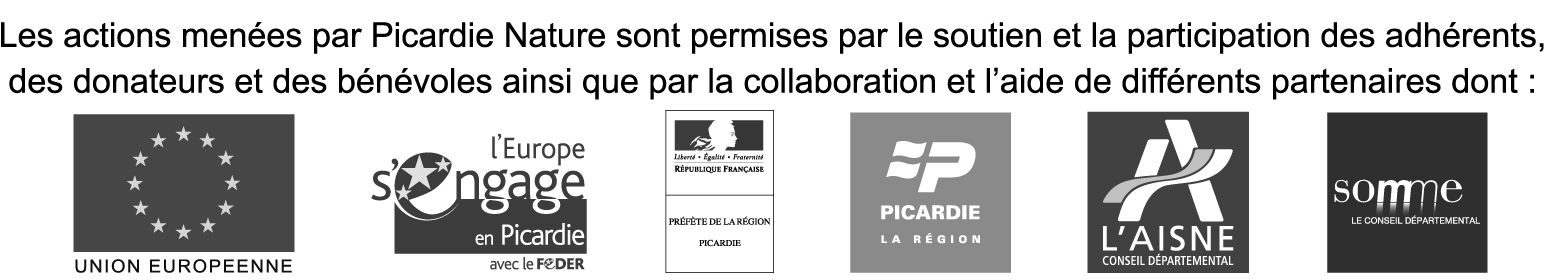 Les actions menées par Picardie Nature sont permises par le soutien et la participation des adhérents,
des donateurs et des bénévoles ainsi que par la collaboration et l'aide de différents partenaires dont :
UNION EUROPEENNE
l'Europe
s'engage
en Picardie
avec le FEDER
Liberté • Égalité • Fraternité
RÉPUBLIQUE FRANÇAISE
PRÉFÈTE DE LA RÉGION
PICARDIE
PICARDIE
LA RÉGION
L'AISNE
CONSEIL DÉPARTEMENTAL
somme
LE CONSEIL DÉPARTEMENTAL